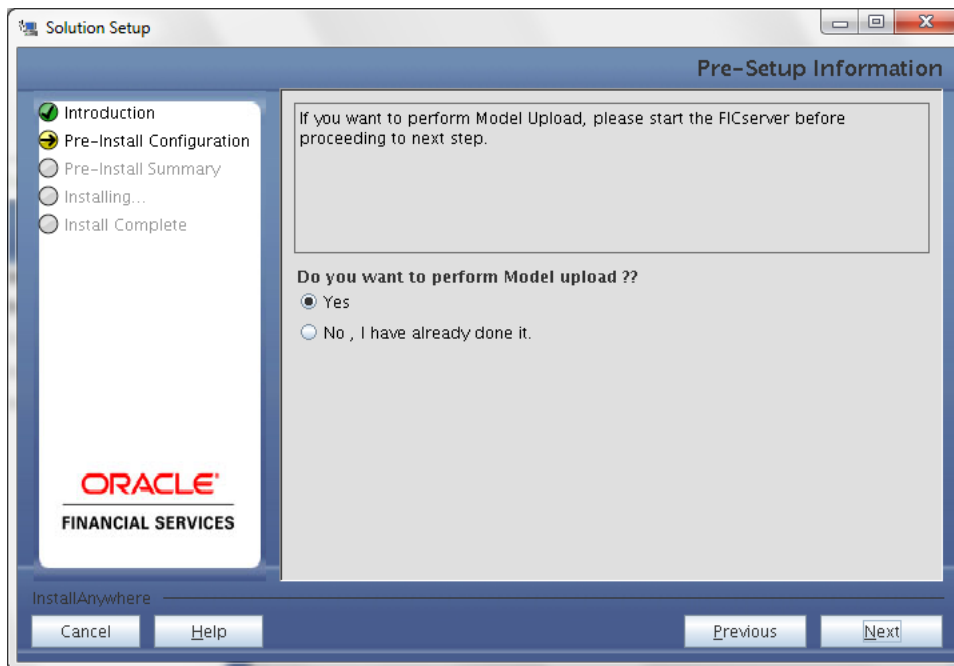 Solution Setup
Pre-Setup Information
Introduction
Pre-Install Configuration
Pre-Install Summary
Installing...
Install Complete
ORACLE
FINANCIAL SERVICES
If you want to perform Model Upload, please start the FICserver before
proceeding to next step.
Do you want to perform Model upload ??
Yes
No , I have already done it.
InstallAnywhere
Cancel
Help
Previous
Next